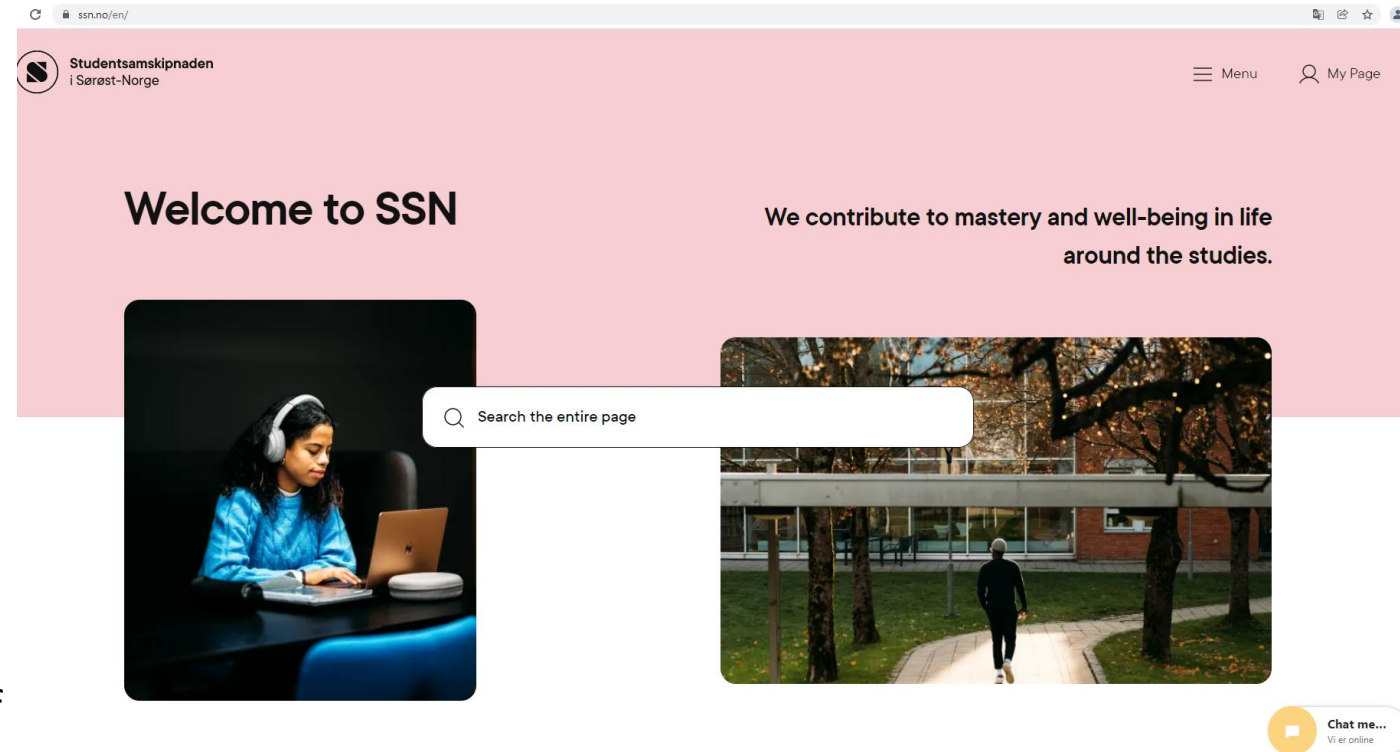 ssn.no/en/
Studentsamskipnaden
i Sørøst-Norge
Menu
My Page
Welcome to SSN
We contribute to mastery and well-being in life
around the studies.
Search the entire page
Chat me...
Vi er online